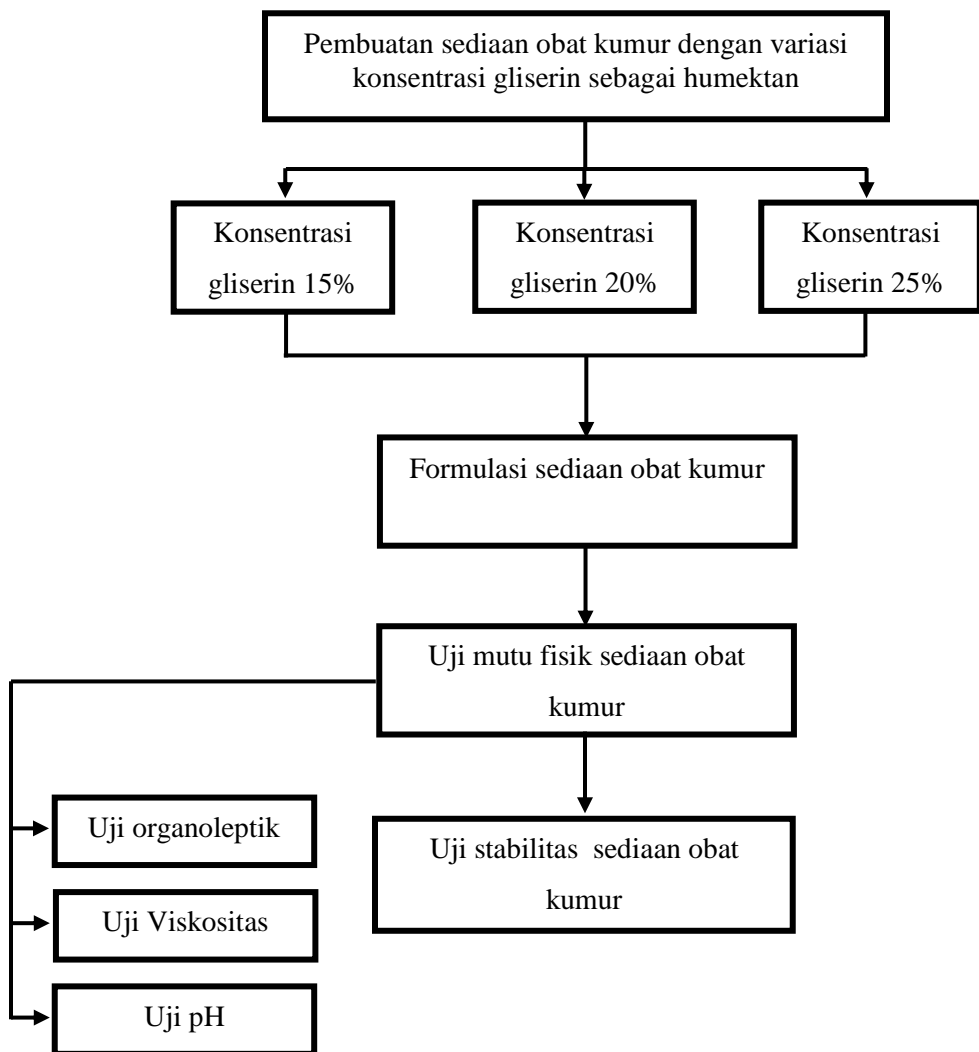 Pembuatan sediaan obat kumur dengan variasi
konsentrasi gliserin sebagai humektan
Konsentrasi
gliserin 15%
Konsentrasi
gliserin 20%
Konsentrasi
gliserin 25%
Formulasi sediaan obat kumur
Uji mutu fisik sediaan obat
kumur
Uji organoleptik
Uji Viskositas
Uji pH
Uji stabilitas  sediaan obat
kumur